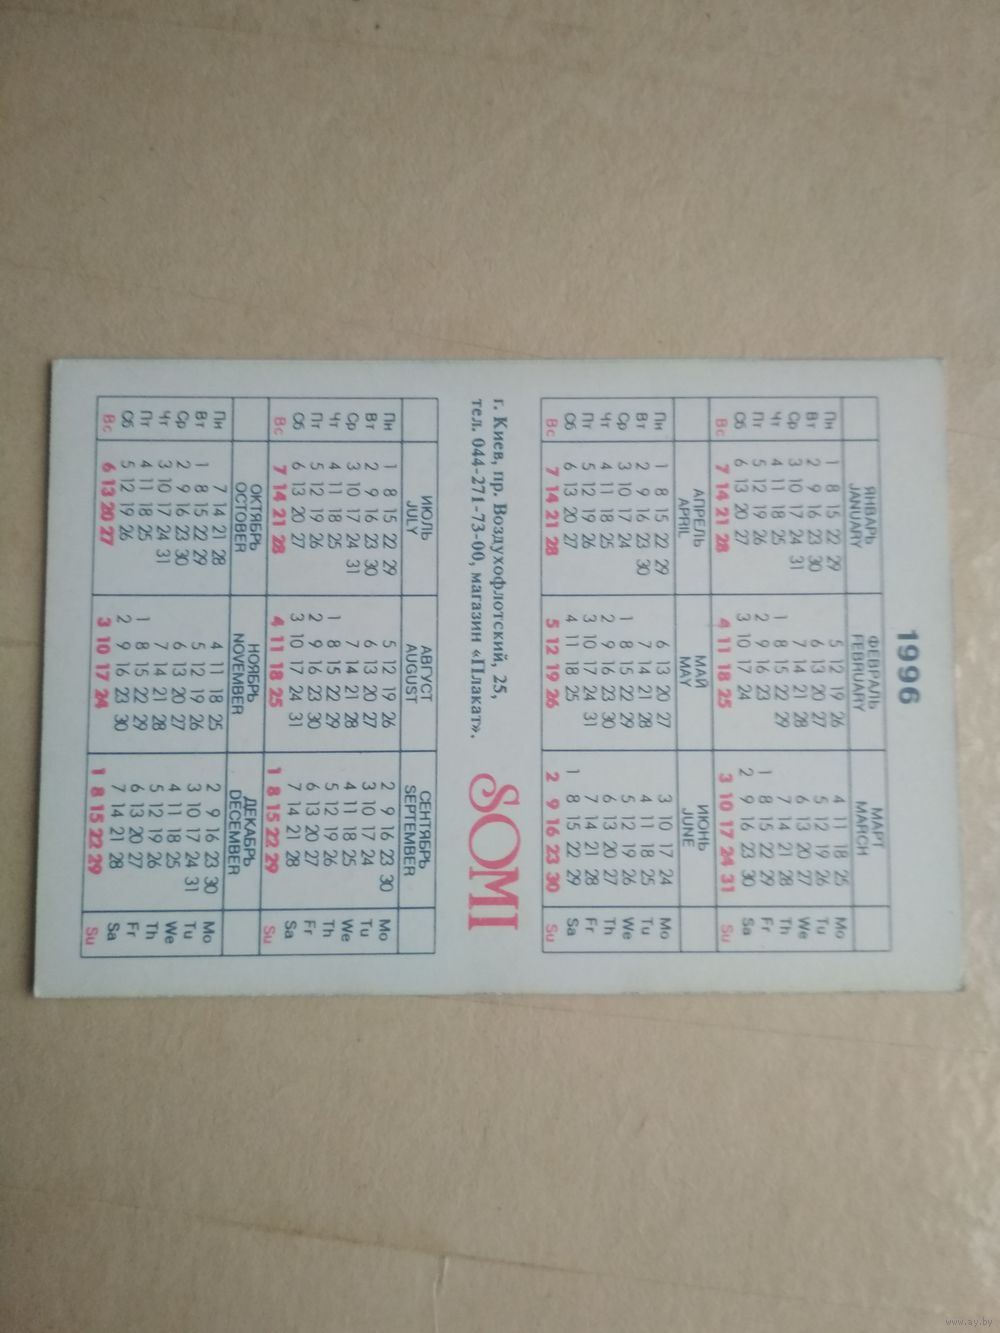 1996
ЯНВАРЬ ФЕВРАЛЬ МАРТ
JANUARY FEBRUARY MARCH
Пн 1 8 15 22 29 5 12 19 26 4 11 18 25 Mo
Вт 2 9 16 23 30 6 13 20 27 5 12 19 26 Tu
Ср 3 10 17 24 31 7 14 21 28 6 13 20 27 We
Чт 4 11 18 25 1 8 15 22 29 7 14 21 28 Th
Пт 5 12 19 26 2 9 16 23 1 8 15 22 29 Fr
Сб 6 13 20 27 3 10 17 24 2 9 16 23 30 Sa
Вс 7 14 21 28 4 11 18 25 3 10 17 24 31 Su
АПРЕЛЬ МАЙ ИЮНЬ
APRIL MAY JUNE
Пн 1 8 15 22 29 6 13 20 27 3 10 17 24 Mo
Вт 2 9 16 23 30 7 14 21 28 4 11 18 25 Tu
Ср 3 10 17 24 1 8 15 22 29 5 12 19 26 We
Чт 4 11 18 25 2 9 16 23 30 6 13 20 27 Th
Пт 5 12 19 26 3 10 17 24 31 7 14 21 28 Fr
Сб 6 13 20 27 4 11 18 25 1 8 15 22 29 Sa
Вс 7 14 21 28 5 12 19 26 2 9 16 23 30 Su
г. Киев, пр. Воздухофлотский, 25,
тел. 044-271-73-00, магазин «Плакат».
SOMI
ИЮЛЬ АВГУСТ СЕНТЯБРЬ
JULY AUGUST SEPTEMBER
Пн 1 8 15 22 29 5 12 19 26 2 9 16 23 30 Mo
Вт 2 9 16 23 30 6 13 20 27 3 10 17 24 Tu
Ср 3 10 17 24 31 7 14 21 28 4 11 18 25 We
Чт 4 11 18 25 1 8 15 22 29 5 12 19 26 Th
Пт 5 12 19 26 2 9 16 23 30 6 13 20 27 Fr
Сб 6 13 20 27 3 10 17 24 31 7 14 21 28 Sa
Вс 7 14 21 28 4 11 18 25 1 8 15 22 29 Su
ОКТЯБРЬ НОЯБРЬ ДЕКАБРЬ
OCTOBER NOVEMBER DECEMBER
Пн 7 14 21 28 4 11 18 25 2 9 16 23 30 Mo
Вт 1 8 15 22 29 5 12 19 26 3 10 17 24 31 Tu
Ср 2 9 16 23 30 6 13 20 27 4 11 18 25 We
Чт 3 10 17 24 31 7 14 21 28 5 12 19 26 Th
Пт 4 11 18 25 1 8 15 22 29 6 13 20 27 Fr
Сб 5 12 19 26 2 9 16 23 30 7 14 21 28 Sa
Вс 6 13 20 27 3 10 17 24 1 8 15 22 29 Su
www.ay.by